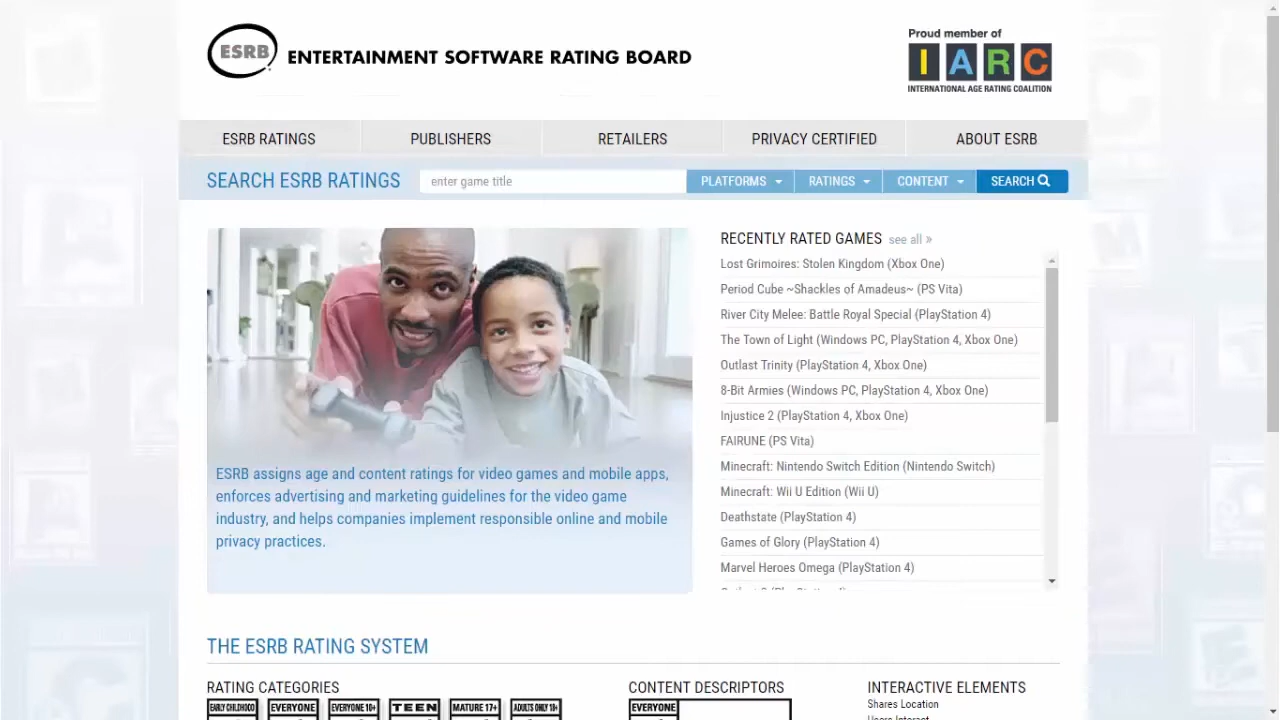 ESRB
ENTERTAINMENT SOFTWARE RATING BOARD
Proud member of
IARC
INTERNATIONAL AGE RATING COALITION
ESRB RATINGS
PUBLISHERS
RETAILERS
PRIVACY CERTIFIED
ABOUT ESRB
SEARCH ESRB RATINGS
enter game title
PLATFORMS
RATINGS
CONTENT
SEARCH
ESRB assigns age and content ratings for video games and mobile apps,
enforces advertising and marketing guidelines for the video game
industry, and helps companies implement responsible online and mobile
privacy practices.
RECENTLY RATED GAMES see all »
Lost Grimoires: Stolen Kingdom (Xbox One)
Period Cube ~Shackles of Amadeus~ (PS Vita)
River City Melee: Battle Royal Special (PlayStation 4)
The Town of Light (Windows PC, PlayStation 4, Xbox One)
Outlast Trinity (PlayStation 4, Xbox One)
8-Bit Armies (Windows PC, PlayStation 4, Xbox One)
Injustice 2 (PlayStation 4, Xbox One)
FAIRUNE (PS Vita)
Minecraft: Nintendo Switch Edition (Nintendo Switch)
Minecraft: Wii U Edition (Wii U)
Deathstate (PlayStation 4)
Games of Glory (PlayStation 4)
Marvel Heroes Omega (PlayStation 4)
THE ESRB RATING SYSTEM
RATING CATEGORIES
EARLY CHILDHOOD
EVERYONE
EVERYONE 10+
TEEN
MATURE 17+
ADULTS ONLY 18+
CONTENT DESCRIPTORS
EVERYONE
INTERACTIVE ELEMENTS
Shares Location
Users Interact